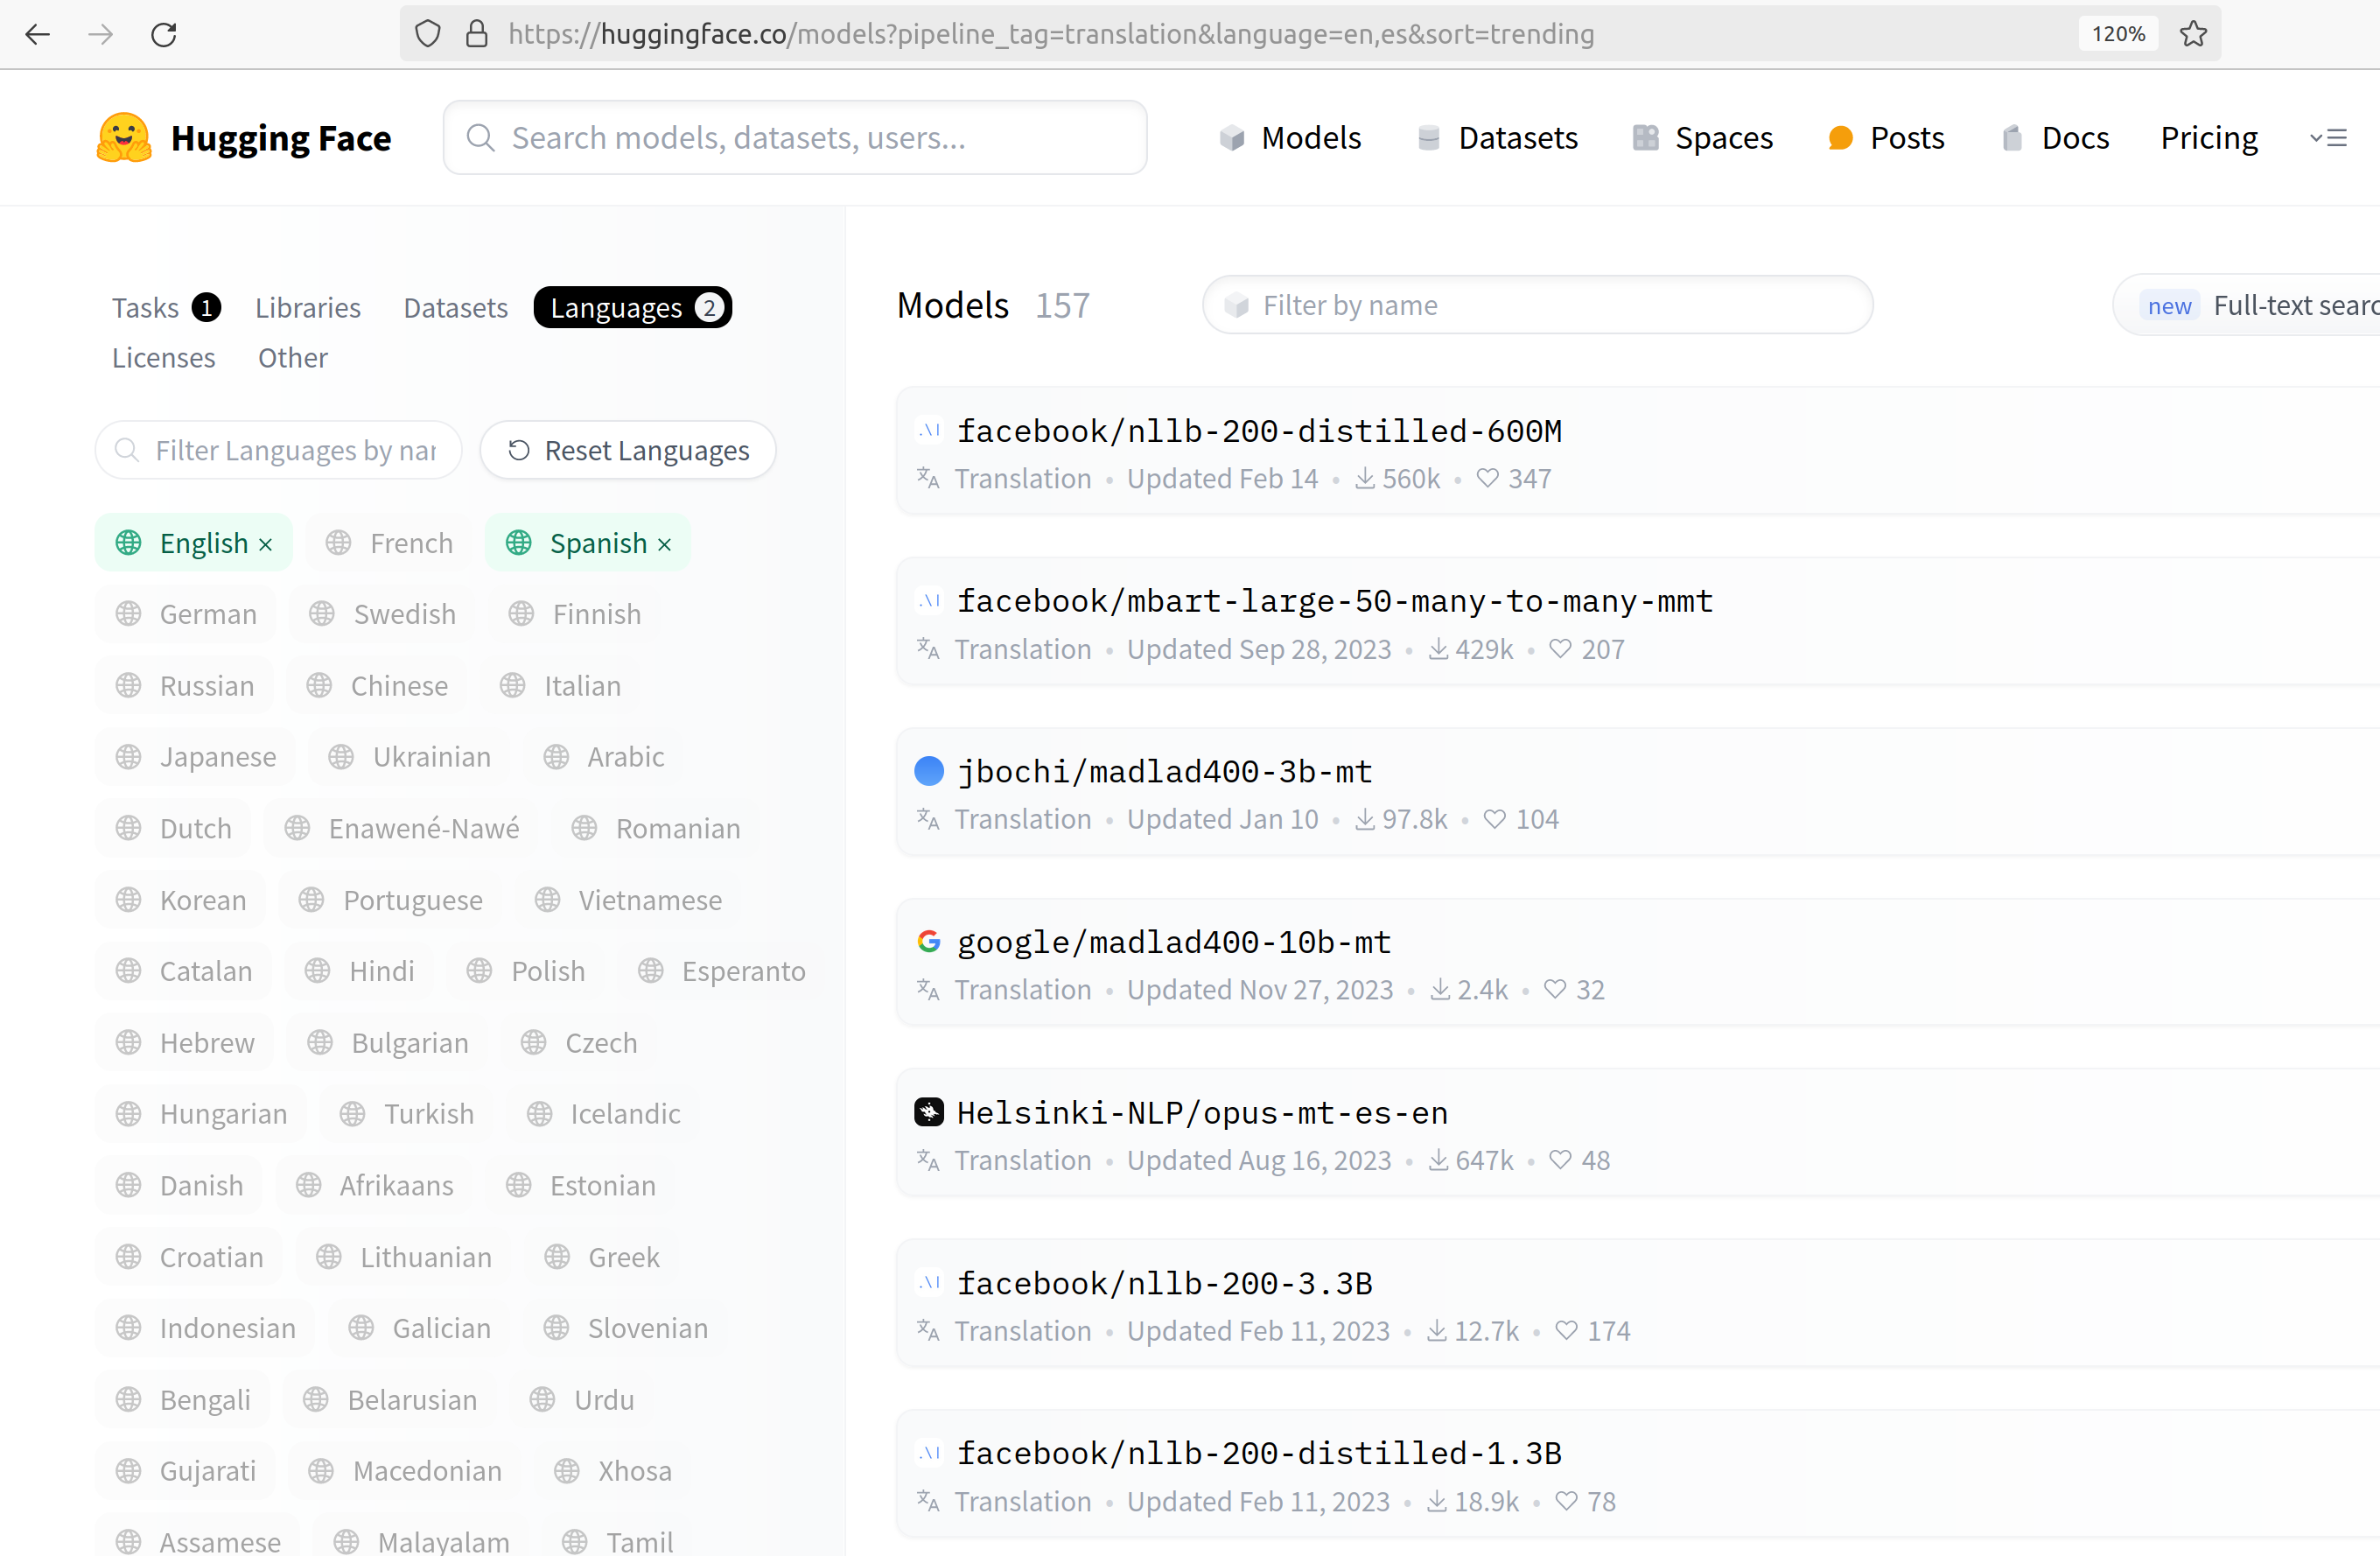 https://huggingface.co/models?pipeline_tag=translation&language=en,es&sort=trending 120%
Hugging Face Search models, datasets, users... Models Datasets Spaces Posts Docs Pricing
Tasks 1 Libraries Datasets Languages 2
Licenses Other
Filter Languages by nar Reset Languages
English × French Spanish ×
German Swedish Finnish
Russian Chinese Italian
Japanese Ukrainian Arabic
Dutch Enawené-Nawé Romanian
Korean Portuguese Vietnamese
Catalan Hindi Polish Esperanto
Hebrew Bulgarian Czech
Hungarian Turkish Icelandic
Danish Afrikaans Estonian
Croatian Lithuanian Greek
Indonesian Galician Slovenian
Bengali Belarusian Urdu
Gujarati Macedonian Xhosa
Assamese Malayalam Tamil
Models 157 Filter by name new Full-text searc
facebook/nllb-200-distilled-600M
Translation • Updated Feb 14 • 560k • 347
facebook/mbart-large-50-many-to-many-mmt
Translation • Updated Sep 28, 2023 • 429k • 207
jbochi/madlad400-3b-mt
Translation • Updated Jan 10 • 97.8k • 104
google/madlad400-10b-mt
Translation • Updated Nov 27, 2023 • 2.4k • 32
Helsinki-NLP/opus-mt-es-en
Translation • Updated Aug 16, 2023 • 647k • 48
facebook/nllb-200-3.3B
Translation • Updated Feb 11, 2023 • 12.7k • 174
facebook/nllb-200-distilled-1.3B
Translation • Updated Feb 11, 2023 • 18.9k • 78